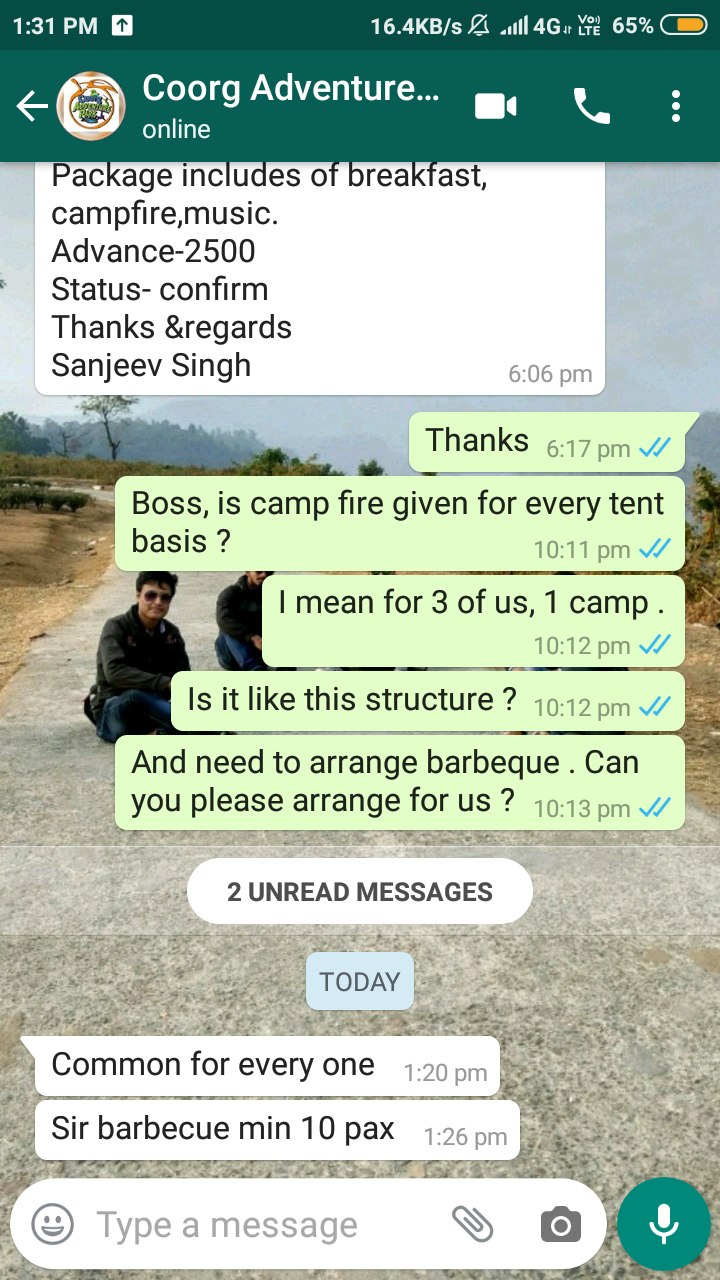 1:31 PM 16.4KB/s 4G VoLTE 65%
Coorg Adventure...
online
Package includes of breakfast,
campfire,music.
Advance-2500
Status- confirm
Thanks &regards
Sanjeev Singh
6:06 pm
Thanks 6:17 pm
Boss, is camp fire given for every tent
basis ? 10:11 pm
I mean for 3 of us, 1 camp .
10:12 pm
Is it like this structure ? 10:12 pm
And need to arrange barbeque . Can
you please arrange for us ? 10:13 pm
2 UNREAD MESSAGES
TODAY
Common for every one 1:20 pm
Sir barbecue min 10 pax 1:26 pm
Type a message